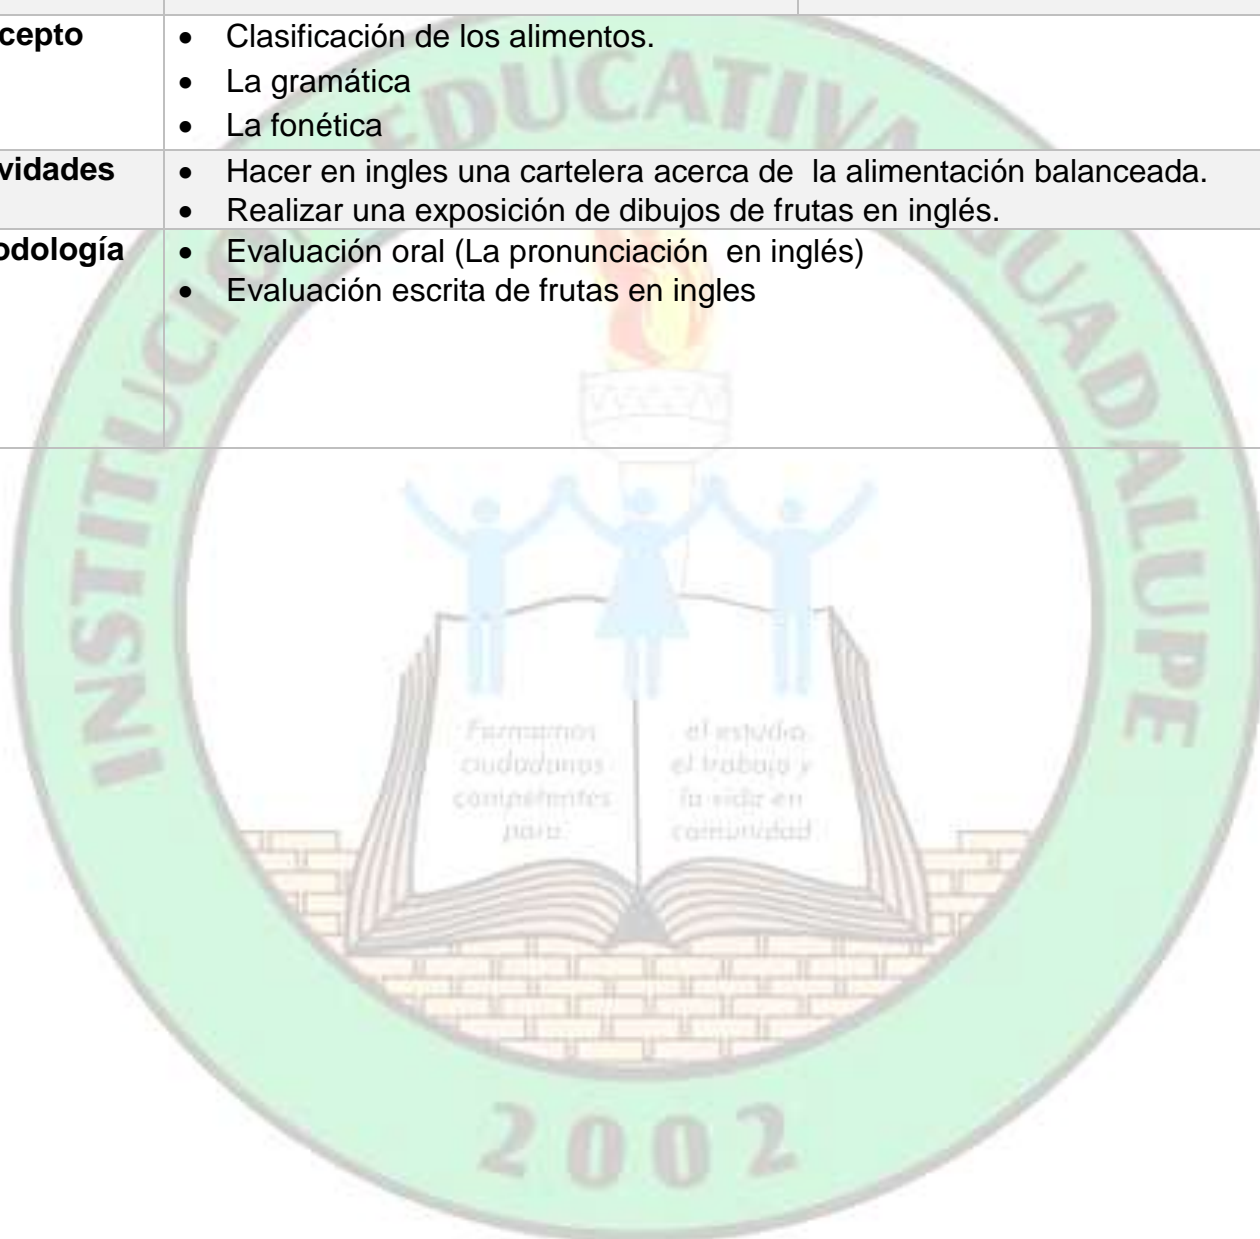 cepto
• Clasificación de los alimentos.
• La gramática
• La fonética
vidades
• Hacer en ingles una cartelera acerca de  la alimentación balanceada.
• Realizar una exposición de dibujos de frutas en inglés.
odología
• Evaluación oral (La pronunciación  en inglés)
• Evaluación escrita de frutas en ingles
INSTITUCIÓN EDUCATIVA GUADALUPE
Formamos
ciudadanos
competentes
para
el estudio,
el trabajo y
la vida en
comunidad
2002